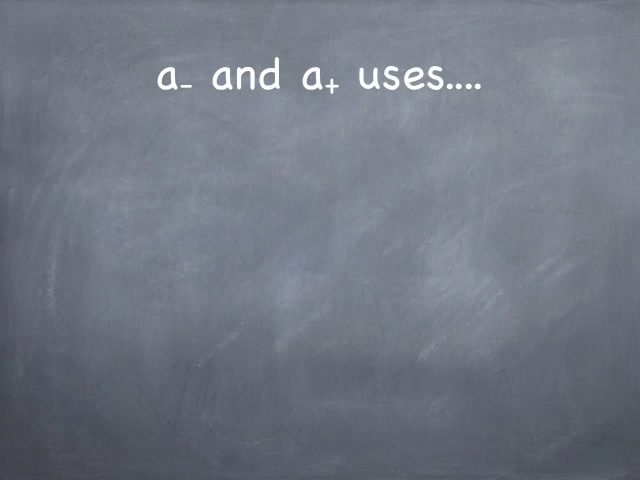 a₋ and a₊ uses....